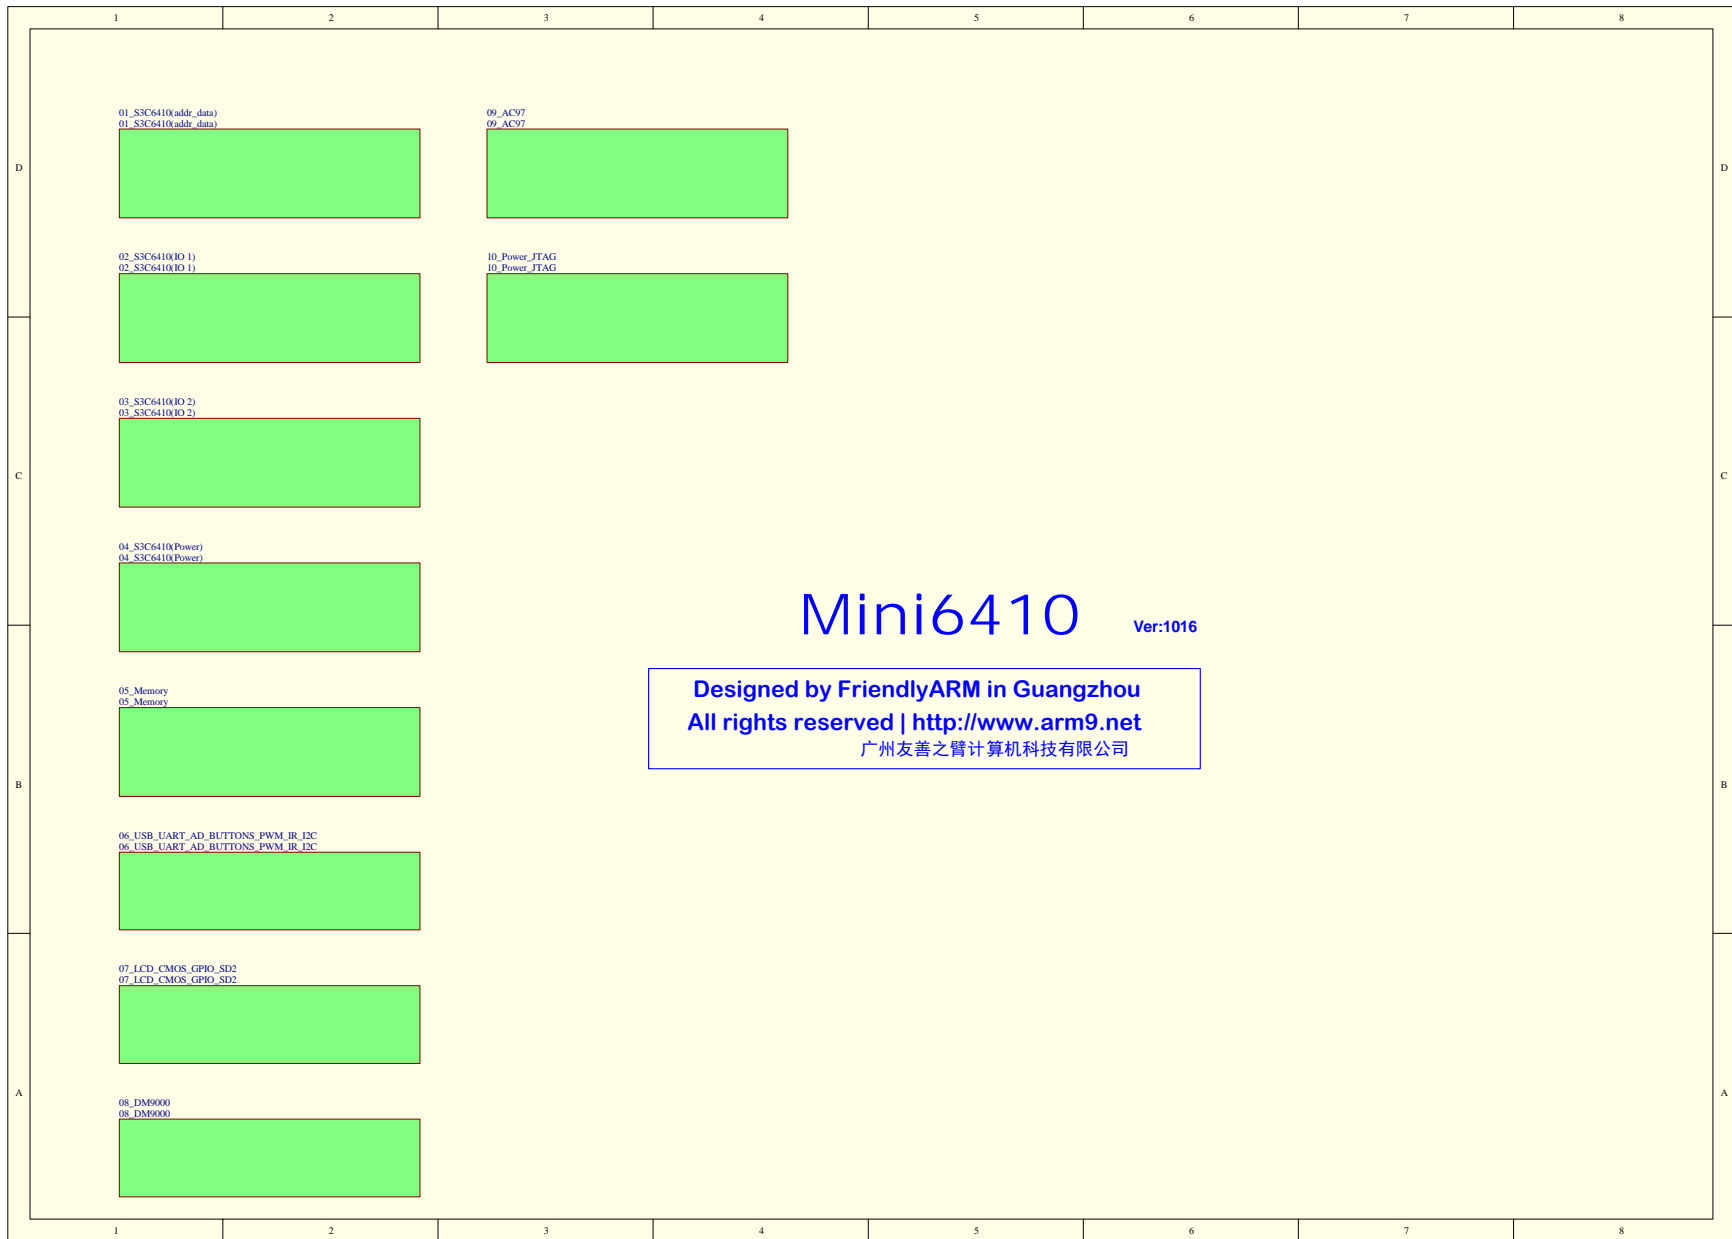 1 2 3 4 5 6 7 8
01_S3C6410(addr_data)
01_S3C6410(addr_data)
09_AC97
09_AC97
D D
02_S3C6410(IO 1)
02_S3C6410(IO 1)
10_Power_JTAG
10_Power_JTAG
03_S3C6410(IO 2)
03_S3C6410(IO 2)
C C
04_S3C6410(Power)
04_S3C6410(Power)
Mini6410 Ver:1016
Designed by FriendlyARM in Guangzhou
All rights reserved | http://www.arm9.net
广州友善之臂计算机科技有限公司
05_Memory
05_Memory
B B
06_USB_UART_AD_BUTTONS_PWM_IR_I2C
06_USB_UART_AD_BUTTONS_PWM_IR_I2C
07_LCD_CMOS_GPIO_SD2
07_LCD_CMOS_GPIO_SD2
A A
08_DM9000
08_DM9000
1 2 3 4 5 6 7 8